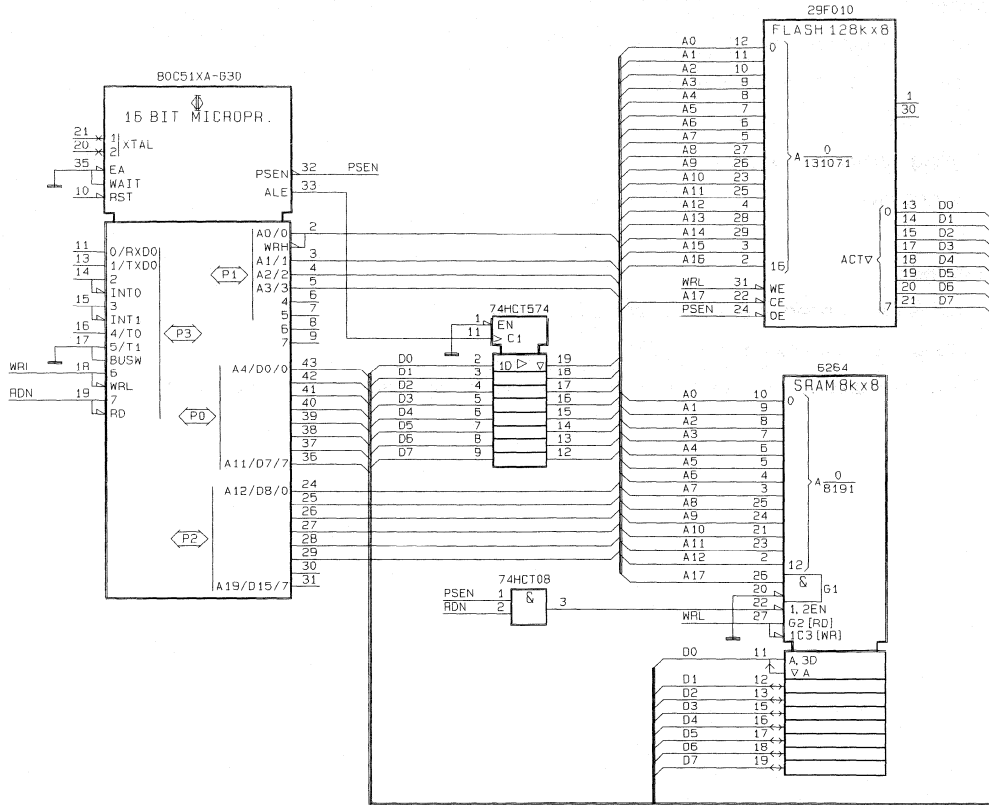 80C51XA-G3D
16 BIT MICROPR.
21 1
20 2
XTAL
35 EA
WAIT
10 RST
PSEN 32 PSEN
ALE 33
A0/0 2
WRH
A1/1 3
A2/2 4
A3/3 5
4 6
5 7
6 8
7 9
P1
11 0/RXD0
13 1/TXD0
14 2
INT0
15 3
INT1
16 4/T0
17 5/T1
BUSW
18 6
WRL
RDN 19 7
RD
P3
A4/D0/0 43
42
41
40
39
38
37
A11/D7/7 36
P0
A12/D8/0 24
25
26
27
28
29
30
A19/D15/7 31
P2
74HCT574
1 EN
11 C1
D0 2 1D 19
D1 3 18
D2 4 17
D3 5 16
D4 6 15
D5 7 14
D6 8 13
D7 9 12
74HCT08
PSEN 1 &
RDN 2
3
29F010
FLASH 128k x 8
A0 12 0
A1 11
A2 10
A3 9
A4 8
A5 7
A6 6
A7 5
A8 27
A9 26
A10 23
A11 25
A12 4
A13 28
A14 29
A15 3
A16 2 16
A 0
131071
WRL 31 WE
A17 22 CE
PSEN 24 OE
1
30
0 13 D0
14 D1
15 D2
17 D3
18 D4
19 D5
20 D6
7 21 D7
ACT▽
6264
SRAM 8k x 8
A0 10 0
A1 9
A2 8
A3 7
A4 6
A5 5
A6 4
A7 3
A8 25
A9 24
A10 21
A11 23
A12 2 12
A 0
8191
A17 26 &
20 G1
22 1,2EN
WRL 27 G2 [RD]
1C3 [WR]
D0 11 A,3D
▽ A
D1 12
D2 13
D3 15
D4 16
D5 17
D6 18
D7 19